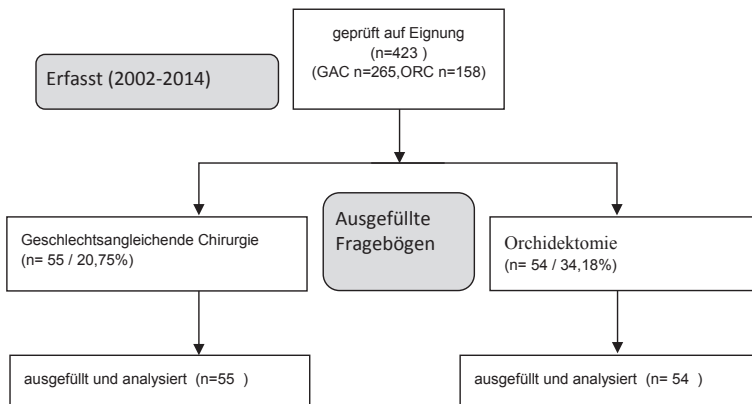 geprüft auf Eignung
(n=423 )
(GAC n=265,ORC n=158)
Erfasst (2002-2014)
Ausgefüllte
Fragebögen
Geschlechtsangleichende Chirurgie
(n= 55 / 20,75%)
Orchidektomie
(n= 54 / 34,18%)
ausgefüllt und analysiert (n=55 )
ausgefüllt und analysiert (n= 54 )